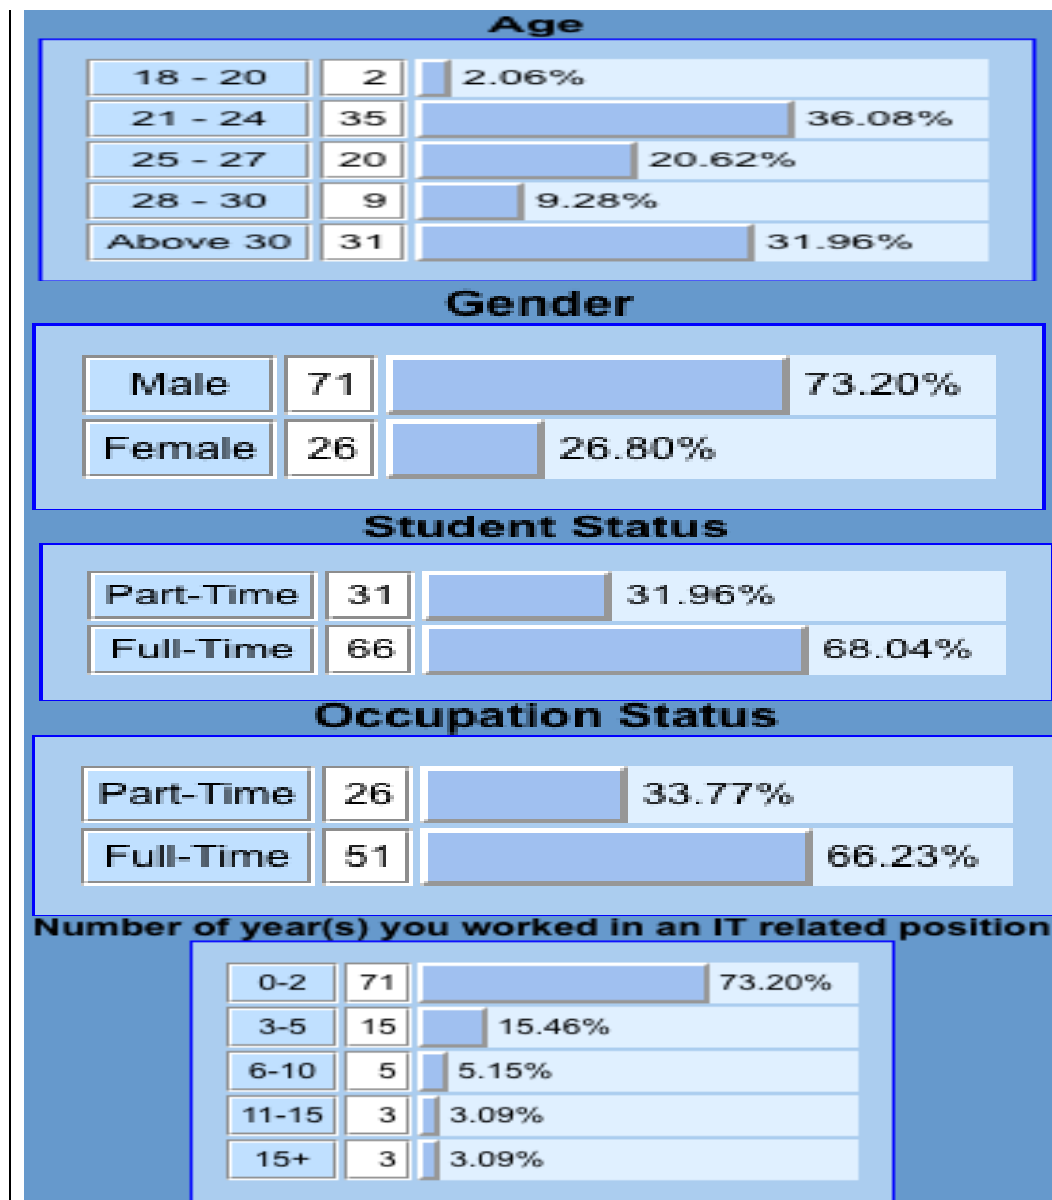 Age
18 - 20 2 2.06%
21 - 24 35 36.08%
25 - 27 20 20.62%
28 - 30 9 9.28%
Above 30 31 31.96%
Gender
Male 71 73.20%
Female 26 26.80%
Student Status
Part-Time 31 31.96%
Full-Time 66 68.04%
Occupation Status
Part-Time 26 33.77%
Full-Time 51 66.23%
Number of year(s) you worked in an IT related position
0-2 71 73.20%
3-5 15 15.46%
6-10 5 5.15%
11-15 3 3.09%
15+ 3 3.09%